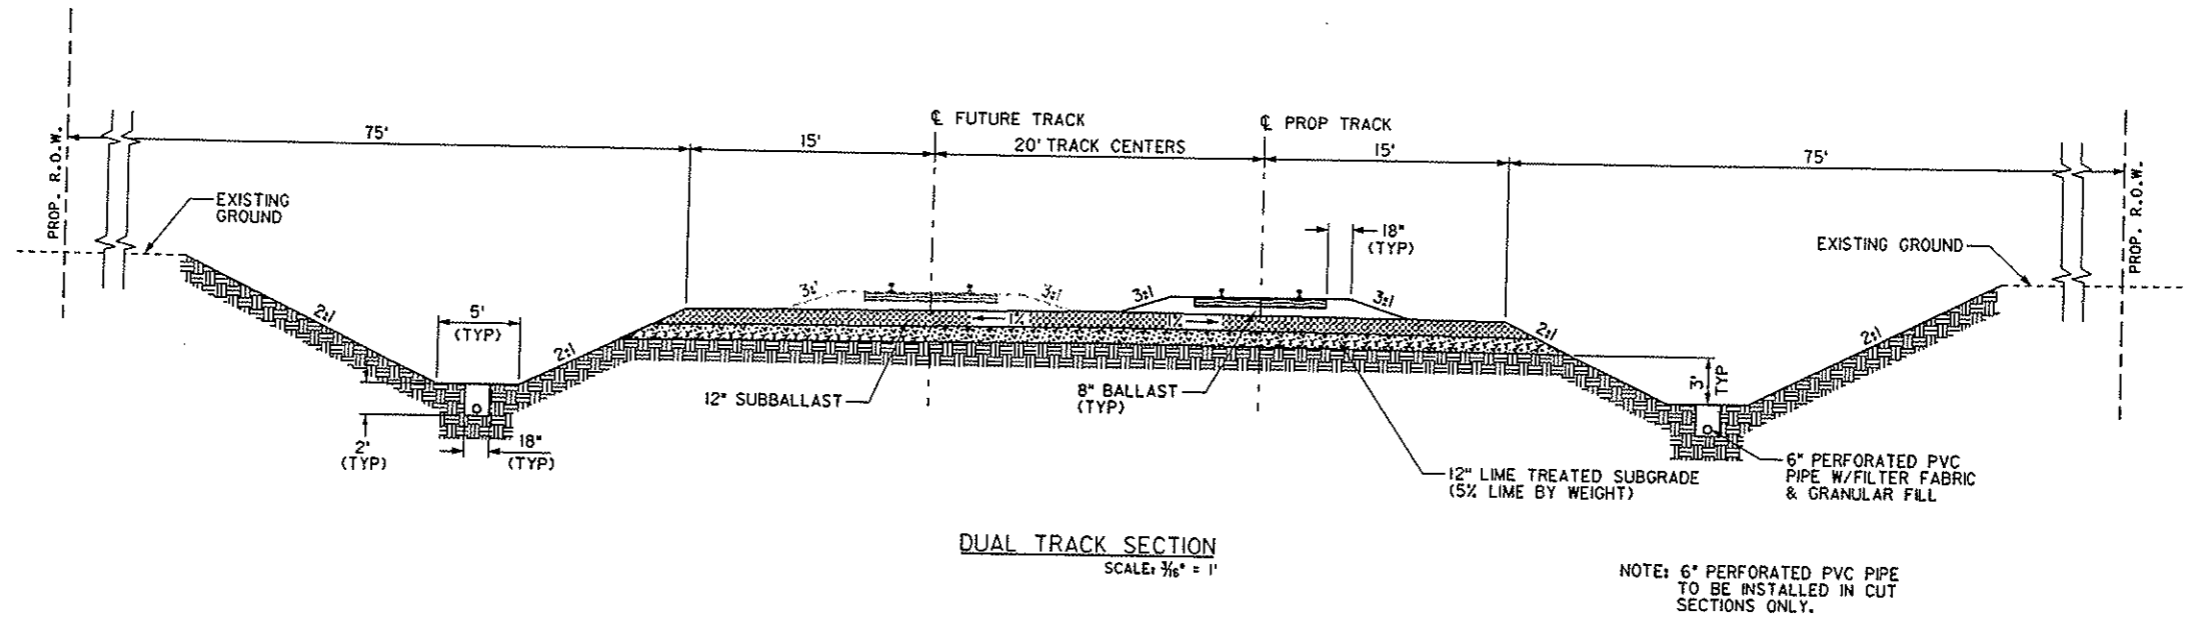 ℄ FUTURE TRACK
℄ PROP TRACK
75'
15'
20' TRACK CENTERS
15'
75'
PROP. R.O.W.
PROP. R.O.W.
EXISTING
GROUND
18"
(TYP)
EXISTING GROUND
2:1
5'
(TYP)
2:1
3:1
3:1
3:1
1%
1%
2:1
2:1
3'
TYP
12" SUBBALLAST
8" BALLAST
(TYP)
2'
(TYP)
18"
(TYP)
12" LIME TREATED SUBGRADE
(5% LIME BY WEIGHT)
6" PERFORATED PVC
PIPE W/FILTER FABRIC
& GRANULAR FILL
DUAL TRACK SECTION
SCALE: 3/16" = 1'
NOTE: 6" PERFORATED PVC PIPE
TO BE INSTALLED IN CUT
SECTIONS ONLY.